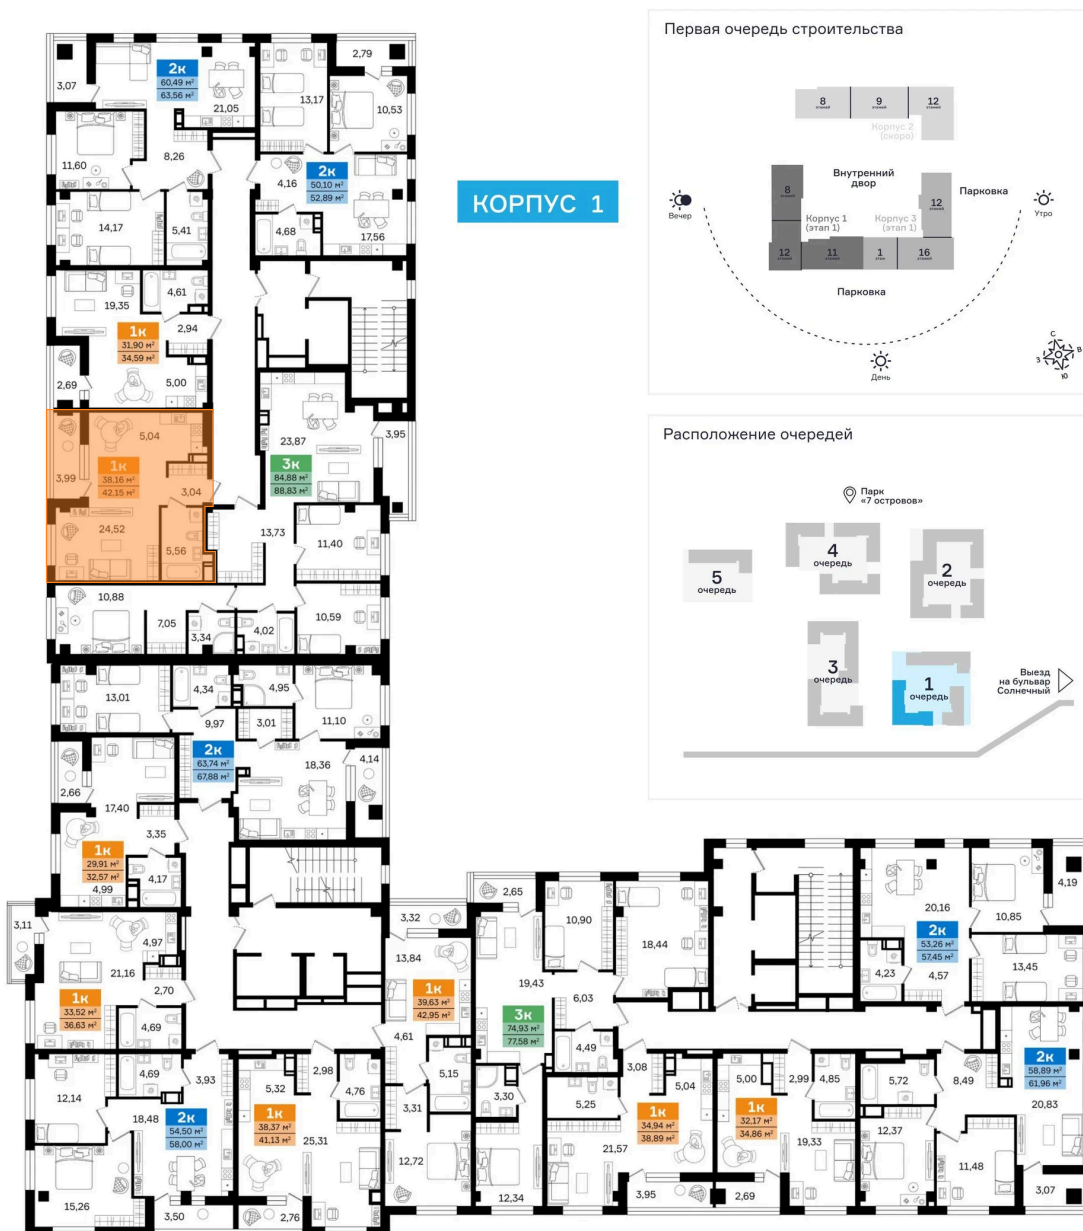 КОРПУС 1
2к
60,49 м²
63,56 м²
3,07
21,05
11,60
8,26
14,17
5,41
13,17
2,79
10,53
4,16
2к
50,10 м²
52,89 м²
4,68
17,56
19,35
4,61
2,94
1к
31,90 м²
34,59 м²
2,69
5,00
5,04
1к
38,16 м²
42,15 м²
3,99
3,04
24,52
5,56
23,87
3,95
3к
84,88 м²
88,83 м²
13,73
11,40
10,88
7,05
3,34
4,02
10,59
13,01
4,34
4,95
11,10
9,97
3,01
2к
63,74 м²
67,88 м²
18,36
4,14
2,66
17,40
3,35
1к
29,91 м²
32,57 м²
4,99
4,17
3,11
4,97
21,16
2,70
1к
33,52 м²
36,63 м²
4,69
12,14
4,69
3,93
18,48
2к
54,50 м²
58,00 м²
15,26
3,50
5,32
2,98
4,76
1к
38,37 м²
41,13 м²
25,31
2,76
3,32
13,84
1к
39,63 м²
42,95 м²
4,61
5,15
3,31
12,72
2,65
10,90
18,44
19,43
6,03
3к
74,93 м²
77,58 м²
4,49
3,30
5,25
12,34
3,08
5,04
1к
34,94 м²
38,89 м²
21,57
3,95
5,00
2,99
4,85
1к
32,17 м²
34,86 м²
19,33
2,69
20,16
10,85
4,19
2к
53,26 м²
57,45 м²
4,23
4,57
13,45
5,72
8,49
2к
58,89 м²
61,96 м²
20,83
12,37
11,48
3,07
Первая очередь строительства
8
этажей
9
этажей
12
этажей
Корпус 2
(скоро)
Внутренний
двор
8
этажей
12
этажей
Парковка
Вечер
Утро
Корпус 1
(этап 1)
Корпус 3
(этап 1)
12
этажей
11
этажей
1
этаж
16
этажей
Парковка
День
С
В
З
Ю
Расположение очередей
Парк
«7 островов»
4
очередь
2
очередь
5
очередь
3
очередь
1
очередь
Выезд
на бульвар
Солнечный